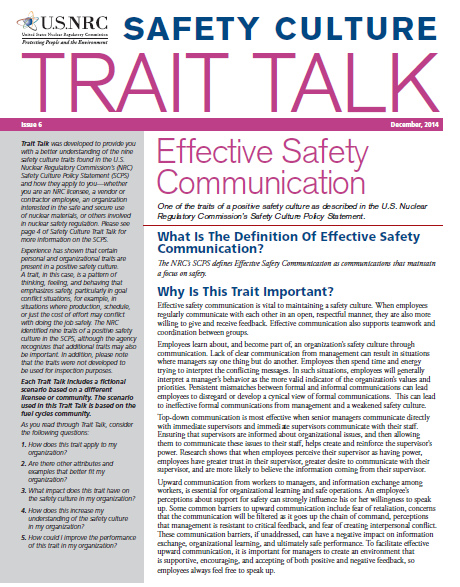 U.S.NRC
United States Nuclear Regulatory Commission
Protecting People and the Environment
SAFETY CULTURE
TRAIT TALK
Issue 6
December, 2014
Trait Talk was developed to provide you
with a better understanding of the nine
safety culture traits found in the U.S.
Nuclear Regulatory Commission's (NRC)
Safety Culture Policy Statement (SCPS)
and how they apply to you—whether
you are an NRC licensee, a vendor or
contractor employee, an organization
interested in the safe and secure use
of nuclear materials, or others involved
in nuclear safety regulation. Please see
page 4 of Safety Culture Trait Talk for
more information on the SCPS.
Experience has shown that certain
personal and organizational traits are
present in a positive safety culture.
A trait, in this case, is a pattern of
thinking, feeling, and behaving that
emphasizes safety, particularly in goal
conflict situations, for example, in
situations where production, schedule,
or just the cost of effort may conflict
with doing the job safely. The NRC
identified nine traits of a positive safety
culture in the SCPS, although the agency
recognizes that additional traits may also
be important. In addition, please note
that the traits were not developed to
be used for inspection purposes.
Each Trait Talk includes a fictional
scenario based on a different
licensee or community. The scenario
used in this Trait Talk is based on the
fuel cycle community.
As you read through Trait Talk, consider
the following questions:
1. How does this trait apply to my
organization?
2. Are there other attributes and
examples that better fit my
organization?
3. What impact does this trait have on
the safety culture in my organization?
4. How does this increase my
understanding of the safety culture
in my organization?
5. How could I improve the performance
of this trait in my organization?
Effective Safety
Communication
One of the traits of a positive safety culture as described in the U.S. Nuclear
Regulatory Commission's Safety Culture Policy Statement.
What Is The Definition Of Effective Safety
Communication?
The NRC's SCPS defines Effective Safety Communication as communications that maintain
a focus on safety.
Why Is This Trait Important?
Effective safety communication is vital to maintaining a safety culture. When employees
regularly communicate with each other in an open, respectful manner, they are also more
willing to give and receive feedback. Effective communication also supports teamwork and
coordination between groups.
Employees learn about, and become part of, an organization's safety culture through
communication. Lack of clear communication from management can result in situations
where managers say one thing but do another. Employees then spend time and energy
trying to interpret the conflicting messages. In such situations, employees will generally
interpret a manager's behavior as the more valid indicator of the organization's values and
priorities. Persistent mismatches between formal and informal communications can lead
employees to disregard or develop a cynical view of formal communications. This can lead
to ineffective formal communications from management and a weakened safety culture.
Top-down communication is most effective when senior managers communicate directly
with immediate supervisors and immediate supervisors communicate with their staff.
Ensuring that supervisors are informed about organizational issues, and then allowing
them to communicate these issues to their staff, helps create and reinforce the supervisor's
power. Research shows that when employees perceive their supervisor as having power,
employees have greater trust in their supervisor, greater desire to communicate with their
supervisor, and are more likely to believe the information coming from their supervisor.
Upward communication from workers to managers, and information exchange among
workers, is essential for organizational learning and safe operations. An employee's
perceptions about support for safety can strongly influence his or her willingness to speak
up. Some common barriers to upward communication include fear of retaliation, concerns
that the communication will be filtered as it goes up the chain of command, perceptions
that management is resistant to critical feedback, and fear of creating interpersonal conflict.
These communication barriers, if unaddressed, can have a negative impact on information
exchange, organizational learning, and ultimately safe performance. To facilitate effective
upward communication, it is important for managers to create an environment that
is supportive, encouraging, and accepting of both positive and negative feedback, so
employees always feel free to speak up.